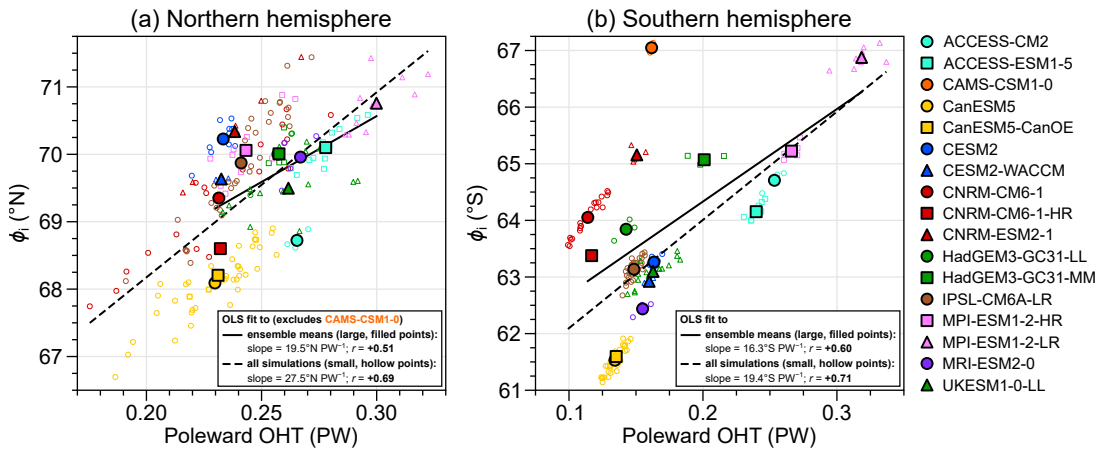 (a) Northern hemisphere
(b) Southern hemisphere
ϕi (°N)
71
70
69
68
67
0.20
0.25
0.30
Poleward OHT (PW)
OLS fit to (excludes CAMS-CSM1-0)
ensemble means (large, filled points):
slope = 19.5°N PW⁻¹; r = +0.51
all simulations (small, hollow points):
slope = 27.5°N PW⁻¹; r = +0.69
ϕi (°S)
67
66
65
64
63
62
61
0.1
0.2
0.3
Poleward OHT (PW)
OLS fit to
ensemble means (large, filled points):
slope = 16.3°S PW⁻¹; r = +0.60
all simulations (small, hollow points):
slope = 19.4°S PW⁻¹; r = +0.71
ACCESS-CM2
ACCESS-ESM1-5
CAMS-CSM1-0
CanESM5
CanESM5-CanOE
CESM2
CESM2-WACCM
CNRM-CM6-1
CNRM-CM6-1-HR
CNRM-ESM2-1
HadGEM3-GC31-LL
HadGEM3-GC31-MM
IPSL-CM6A-LR
MPI-ESM1-2-HR
MPI-ESM1-2-LR
MRI-ESM2-0
UKESM1-0-LL